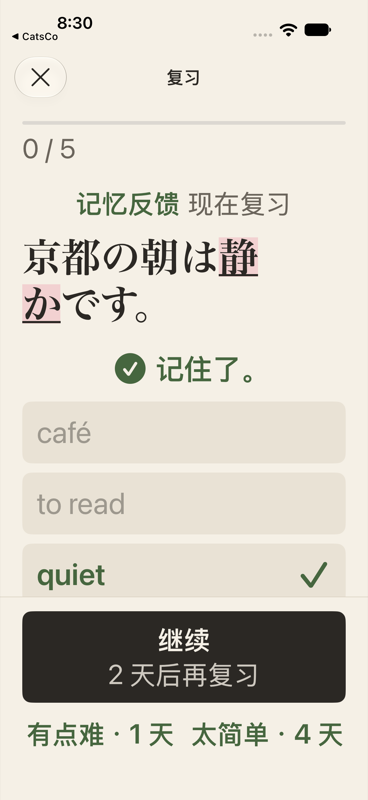 8:30
◀ CatsCo
复习
0 / 5
记忆反馈 现在复习
京都の朝は静
かです。
记住了。
café
to read
quiet
继续
2 天后再复习
有点难 · 1 天 太简单 · 4 天